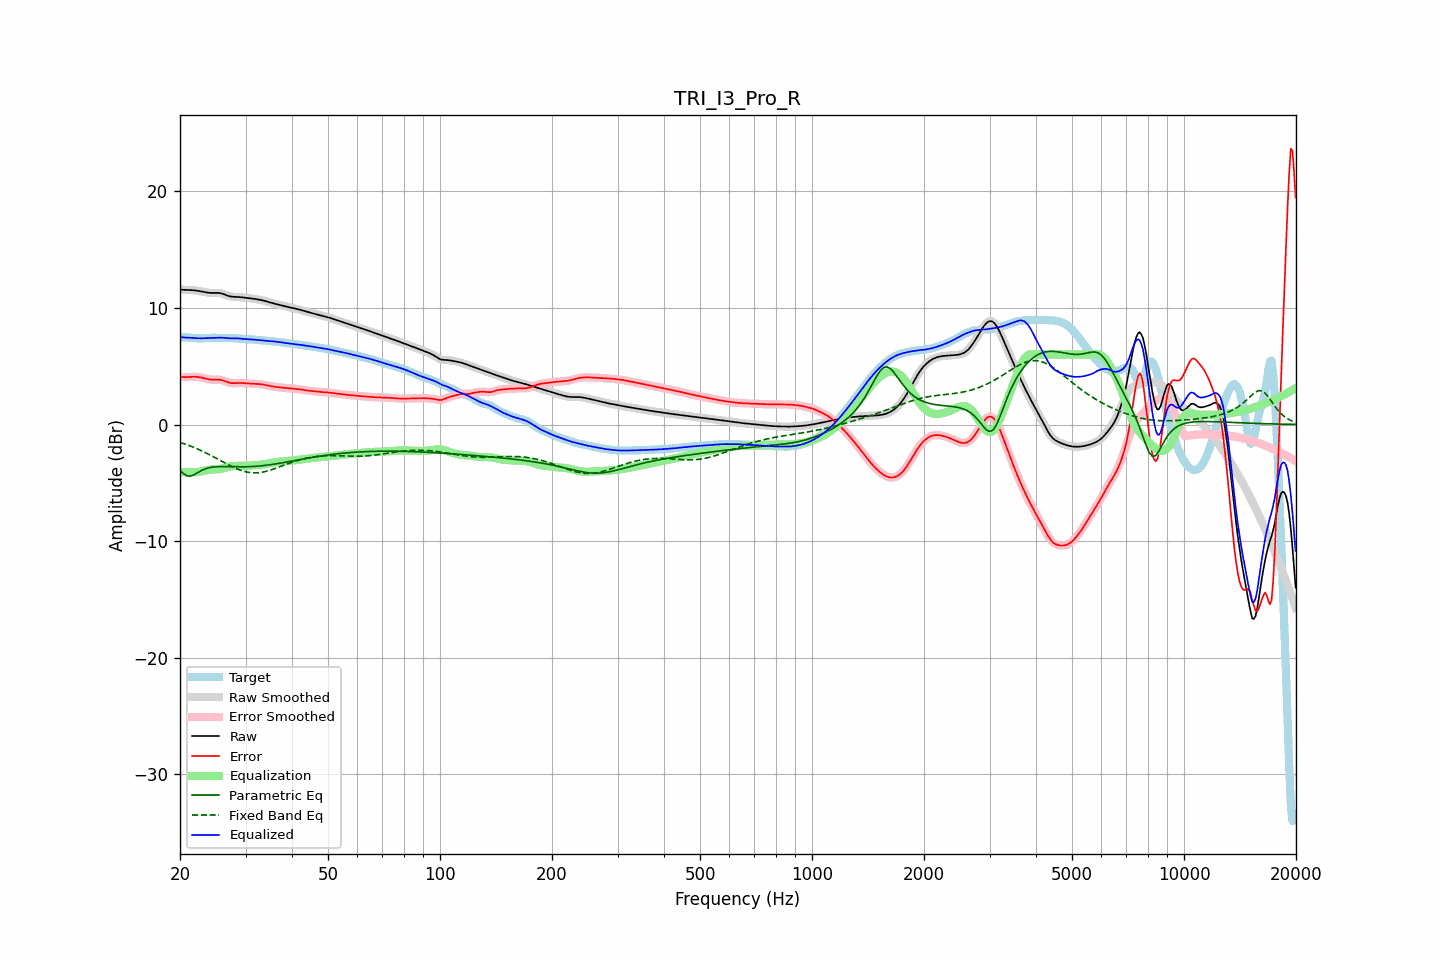 TRI_I3_Pro_R
Amplitude (dBr)
20
10
0
−10
−20
−30
Target
Raw Smoothed
Error Smoothed
Raw
Error
Equalization
Parametric Eq
Fixed Band Eq
Equalized
20 50 100 200 500 1000 2000 5000 10000 20000
Frequency (Hz)